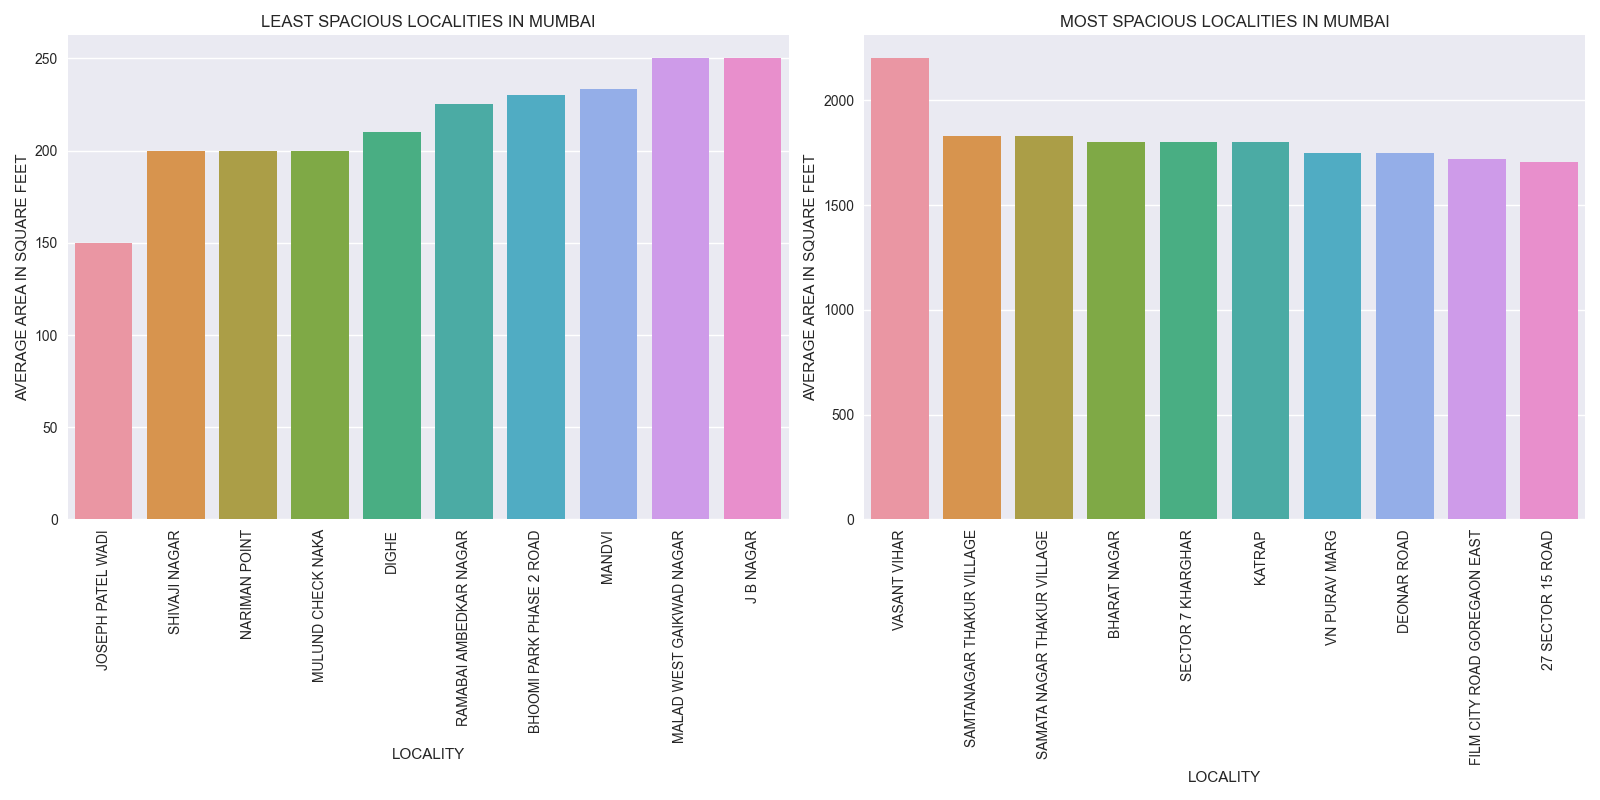 LEAST SPACIOUS LOCALITIES IN MUMBAI
AVERAGE AREA IN SQUARE FEET
250
200
150
100
50
0
JOSEPH PATEL WADI
SHIVAJI NAGAR
NARIMAN POINT
MULUND CHECK NAKA
DIGHE
RAMABAI AMBEDKAR NAGAR
BHOOMI PARK PHASE 2 ROAD
MANDVI
MALAD WEST GAIKWAD NAGAR
J B NAGAR
LOCALITY
MOST SPACIOUS LOCALITIES IN MUMBAI
AVERAGE AREA IN SQUARE FEET
2000
1500
1000
500
0
VASANT VIHAR
SAMTANAGAR THAKUR VILLAGE
SAMATA NAGAR THAKUR VILLAGE
BHARAT NAGAR
SECTOR 7 KHARGHAR
KATRAP
VN PURAV MARG
DEONAR ROAD
FILM CITY ROAD GOREGAON EAST
27 SECTOR 15 ROAD
LOCALITY